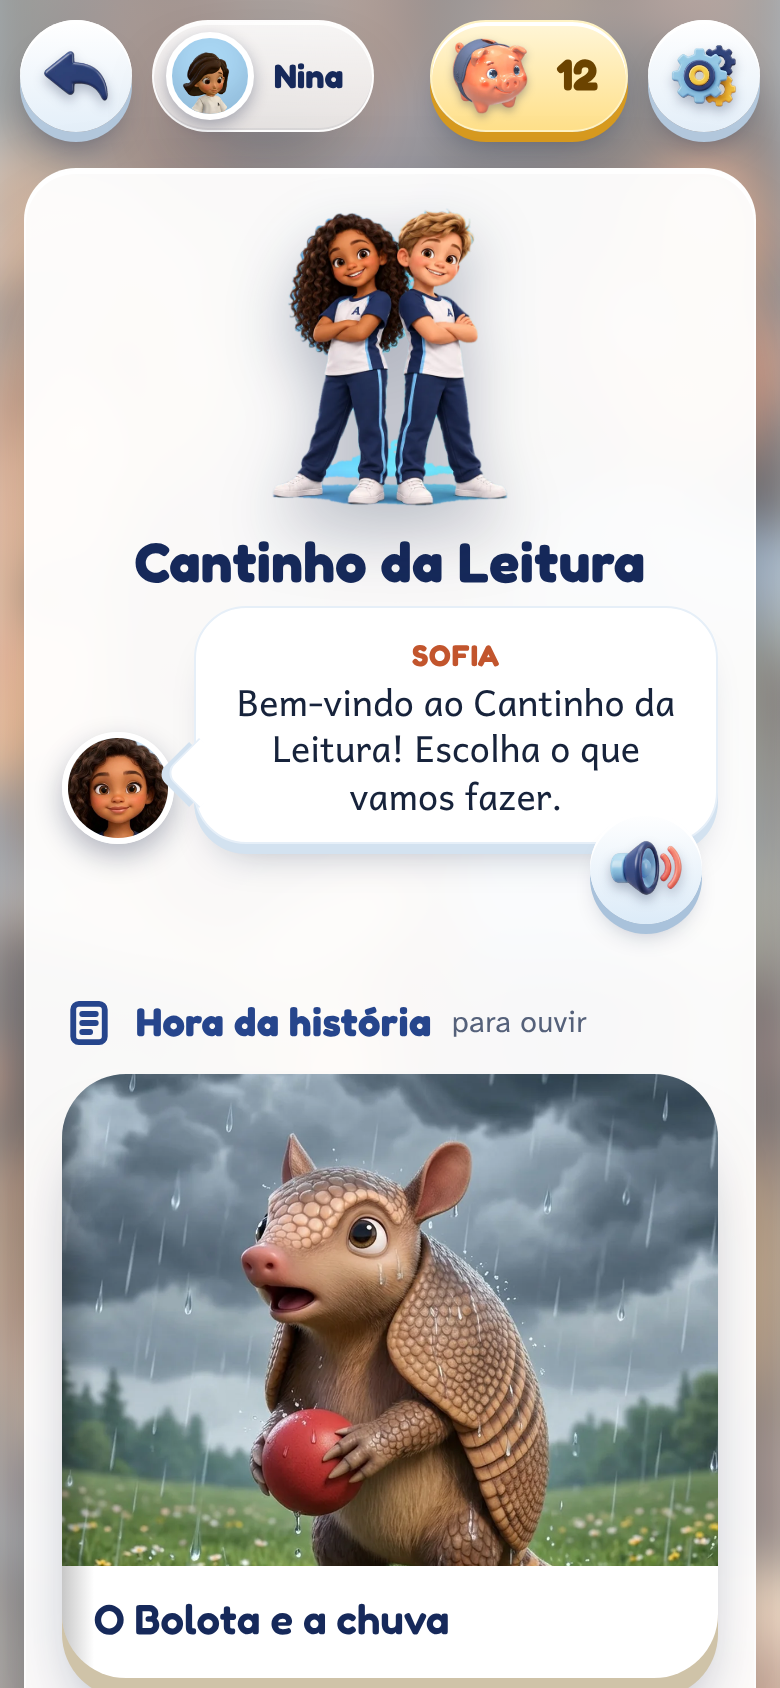 Nina
12
A
A
Cantinho da Leitura
SOFIA
Bem-vindo ao Cantinho da
Leitura! Escolha o que
vamos fazer.
Hora da história para ouvir
O Bolota e a chuva